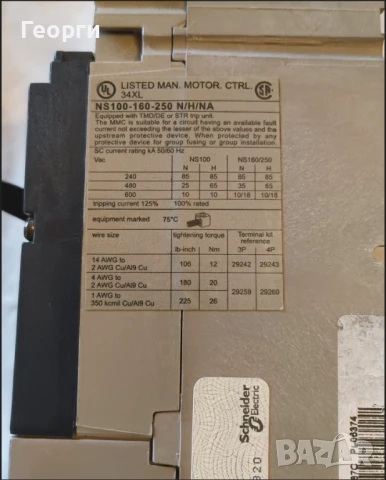 Георги
UL LISTED MAN. MOTOR. CTRL. SA
34XL
NS100-160-250 N/H/NA
Equipped with TMD/DE or STR trip unit.
The MMC is suitable for a circuit having an available fault
current not exceeding the lesser of the above values and the
upstream protective device. When protected by any
protective device for group fusing or group installation.
SC current rating kA 50/60 Hz
Vac NS100 NS160/250
N H N H
240 85 85 85 85
480 25 65 35 65
600 10 10 10/18 10/18
tripping current 125% 100% rated
equipment marked 75°C
wire size tightening torque Terminal kit reference
lb-inch Nm 3P 4P
14 AWG to
2 AWG Cu/Al9 Cu 106 12 29242 29243
4 AWG to
2 AWG Cu/Al9 Cu 180 20
29259 29260
1 AWG to
350 kcmil Cu/Al9 Cu 225 26
Schneider
Electric
920
87C PL06374
bazar.bg